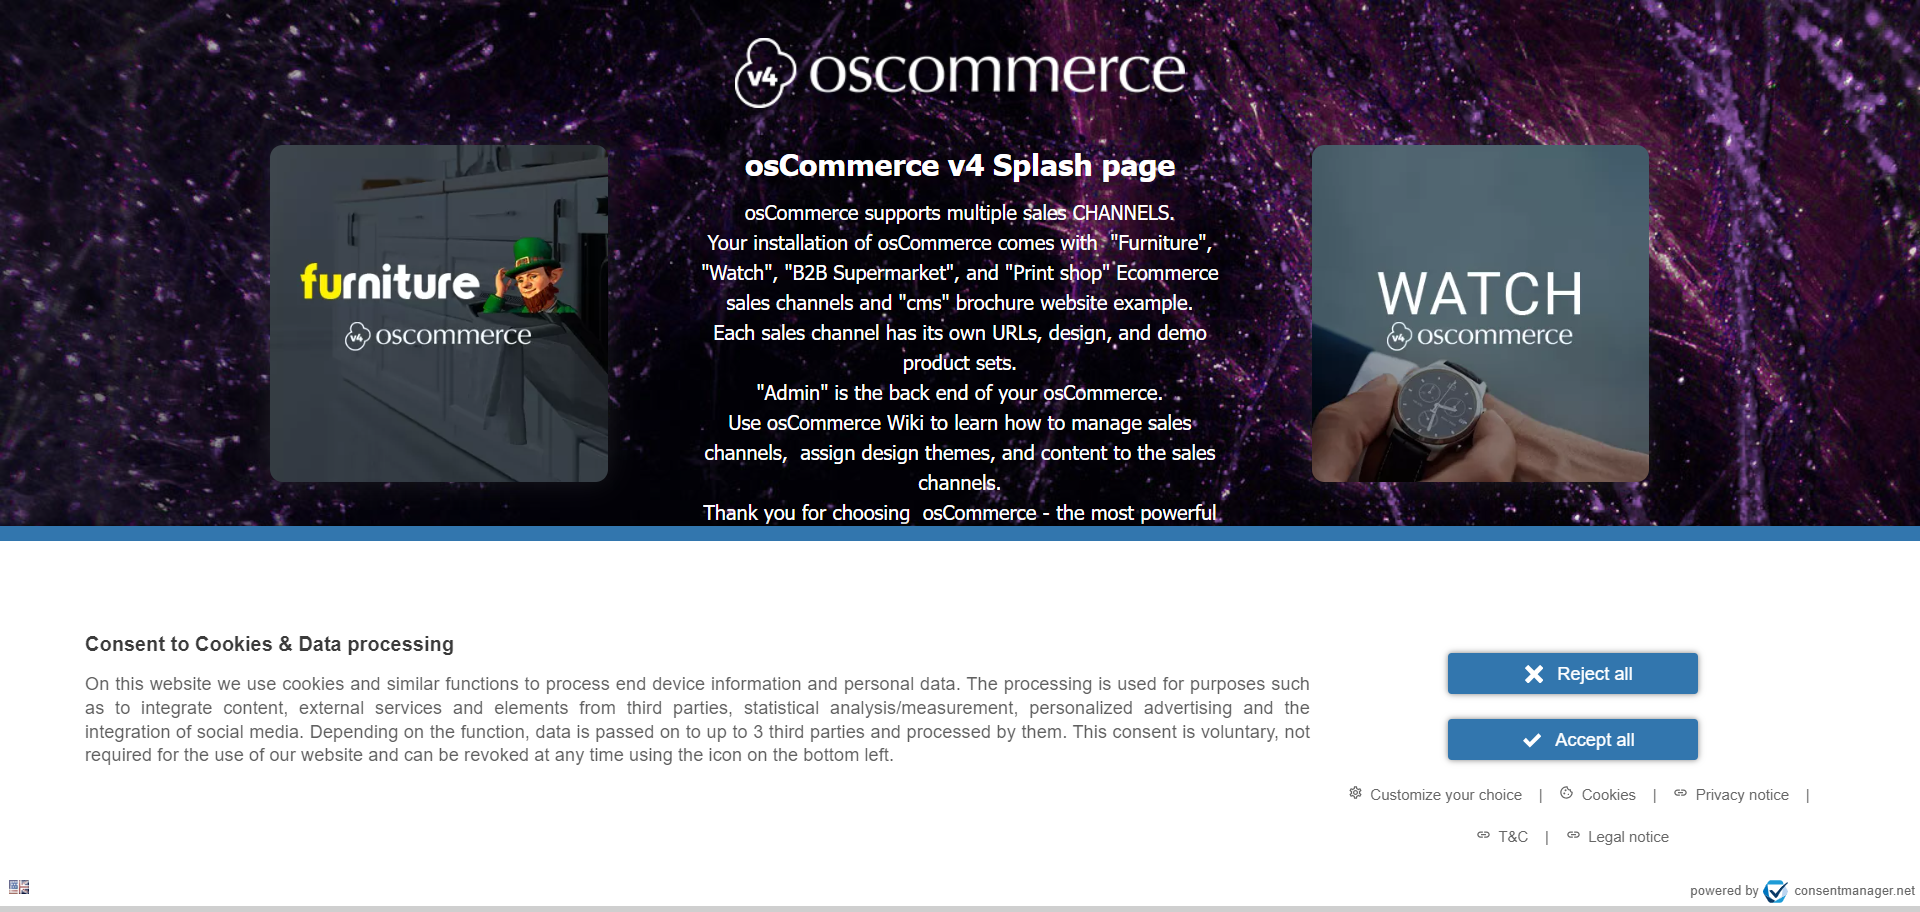 v4 oscommerce
osCommerce v4 Splash page
osCommerce supports multiple sales CHANNELS.
Your installation of osCommerce comes with "Furniture",
"Watch", "B2B Supermarket", and "Print shop" Ecommerce
sales channels and "cms" brochure website example.
Each sales channel has its own URLs, design, and demo
product sets.
"Admin" is the back end of your osCommerce.
Use osCommerce Wiki to learn how to manage sales
channels, assign design themes, and content to the sales
channels.
Thank you for choosing osCommerce - the most powerful
furniture
v4 oscommerce
WATCH
v4 oscommerce
Consent to Cookies & Data processing
On this website we use cookies and similar functions to process end device information and personal data. The processing is used for purposes such
as to integrate content, external services and elements from third parties, statistical analysis/measurement, personalized advertising and the
integration of social media. Depending on the function, data is passed on to up to 3 third parties and processed by them. This consent is voluntary, not
required for the use of our website and can be revoked at any time using the icon on the bottom left.
Reject all
Accept all
Customize your choice | Cookies | Privacy notice |
T&C | Legal notice
powered by consentmanager.net